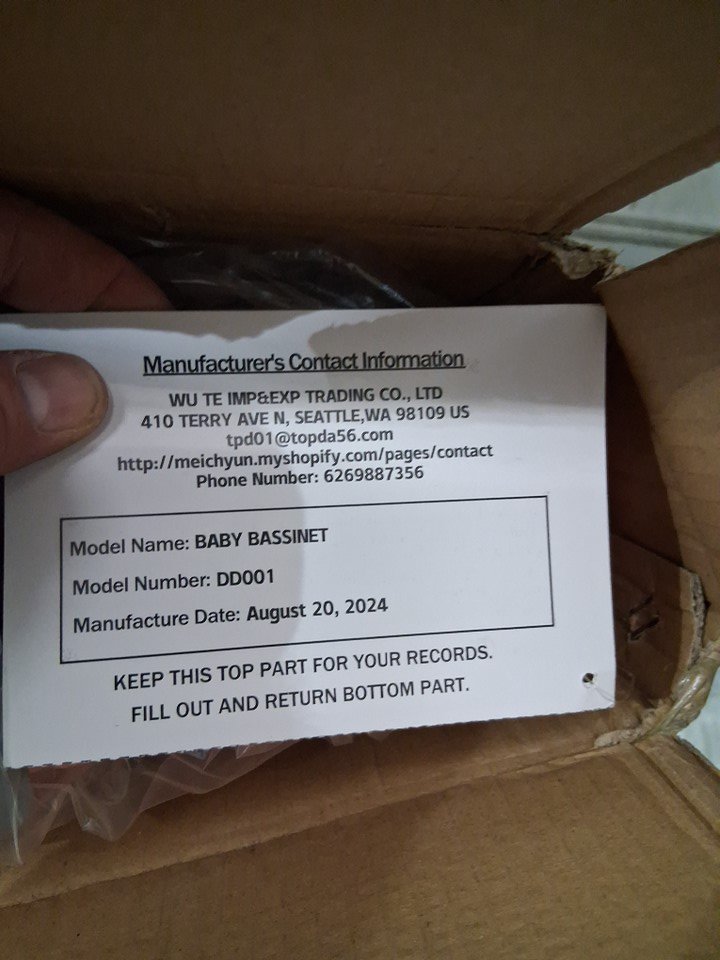 Manufacturer's Contact Information
WU TE IMP&EXP TRADING CO., LTD
410 TERRY AVE N, SEATTLE,WA 98109 US
tpd01@topda56.com
http://meichyun.myshopify.com/pages/contact
Phone Number: 6269887356
Model Name: BABY BASSINET
Model Number: DD001
Manufacture Date: August 20, 2024
KEEP THIS TOP PART FOR YOUR RECORDS.
FILL OUT AND RETURN BOTTOM PART.